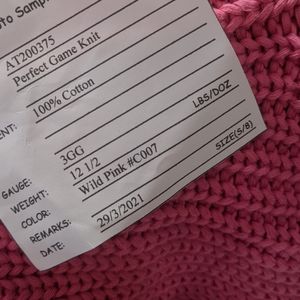 to Sampl
AT200375
Perfect Game Knit
100% Cotton
ENT:
LBS/DOZ
GAUGE: 3GG
WEIGHT: 12 1/2 SIZE(S/8)
COLOR: Wild Pink #C007
REMARKS:
DATE: 29/3/2021